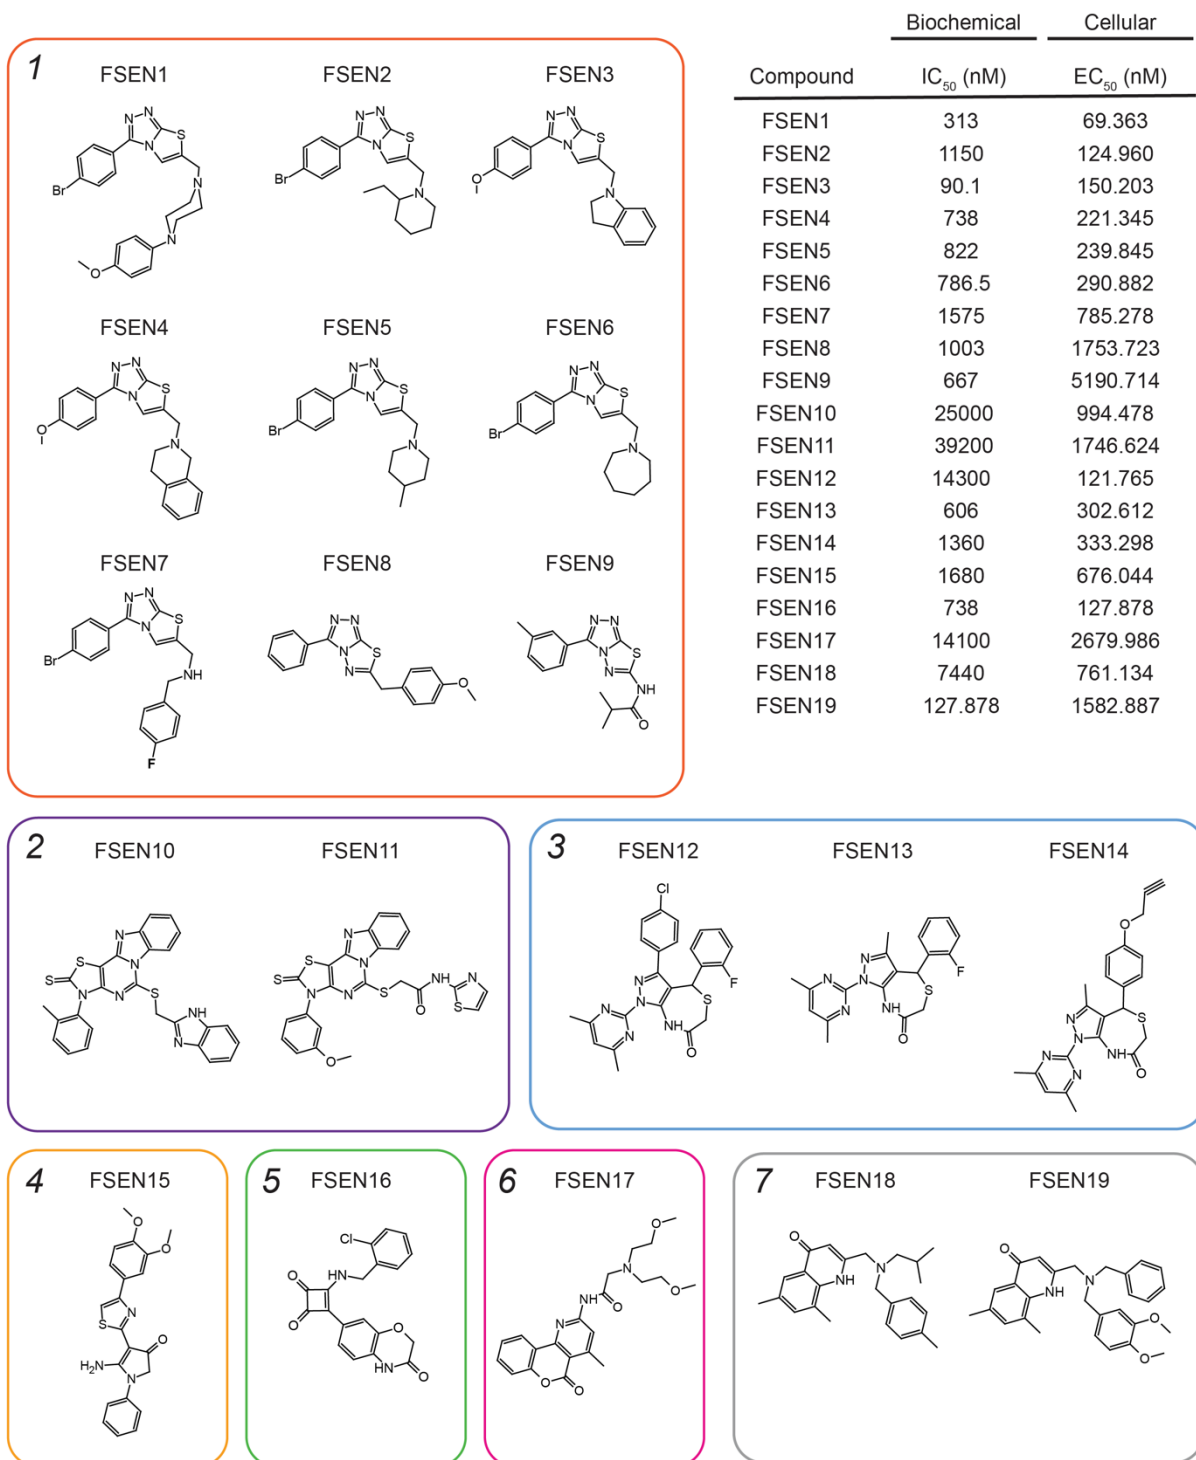 Biochemical Cellular
Compound IC50 (nM) EC50 (nM)
FSEN1 313 69.363
FSEN2 1150 124.960
FSEN3 90.1 150.203
FSEN4 738 221.345
FSEN5 822 239.845
FSEN6 786.5 290.882
FSEN7 1575 785.278
FSEN8 1003 1753.723
FSEN9 667 5190.714
FSEN10 25000 994.478
FSEN11 39200 1746.624
FSEN12 14300 121.765
FSEN13 606 302.612
FSEN14 1360 333.298
FSEN15 1680 676.044
FSEN16 738 127.878
FSEN17 14100 2679.986
FSEN18 7440 761.134
FSEN19 127.878 1582.887
1
FSEN1 FSEN2 FSEN3
FSEN4 FSEN5 FSEN6
FSEN7 FSEN8 FSEN9
2
FSEN10 FSEN11
3
FSEN12 FSEN13 FSEN14
4
FSEN15
5
FSEN16
6
FSEN17
7
FSEN18 FSEN19